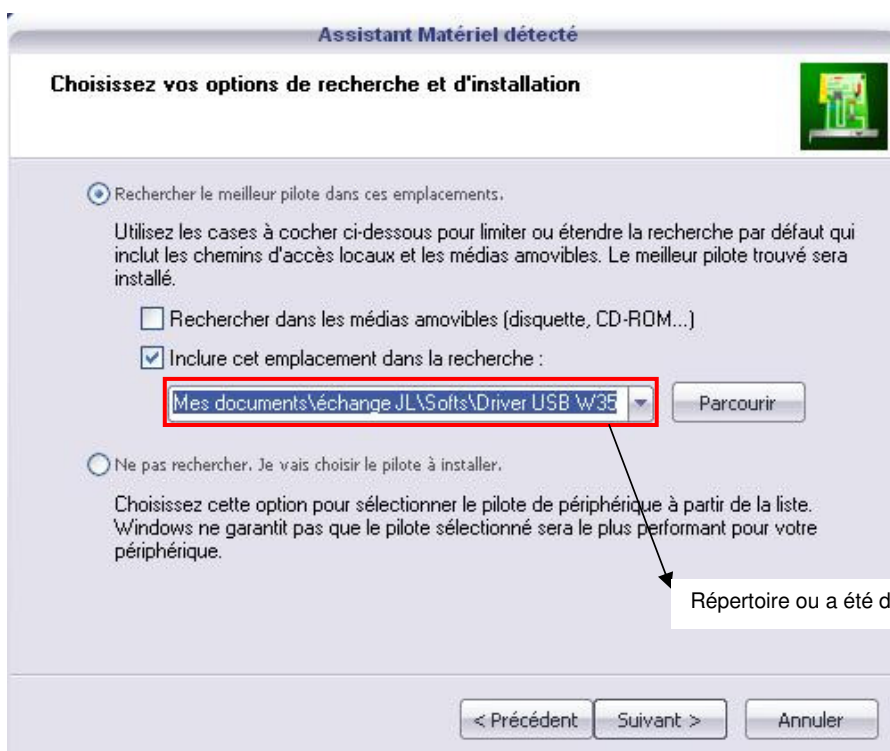 Assistant Matériel détecté
Choisissez vos options de recherche et d'installation
Rechercher le meilleur pilote dans ces emplacements.
Utilisez les cases à cocher ci-dessous pour limiter ou étendre la recherche par défaut qui
inclut les chemins d'accès locaux et les médias amovibles. Le meilleur pilote trouvé sera
installé.
Rechercher dans les médias amovibles (disquette, CD-ROM...)
Inclure cet emplacement dans la recherche :
Mes documents\échange JL\Softs\Driver USB W35
Parcourir
Ne pas rechercher. Je vais choisir le pilote à installer.
Choisissez cette option pour sélectionner le pilote de périphérique à partir de la liste.
Windows ne garantit pas que le pilote sélectionné sera le plus performant pour votre
périphérique.
Répertoire ou a été d
< Précédent
Suivant >
Annuler